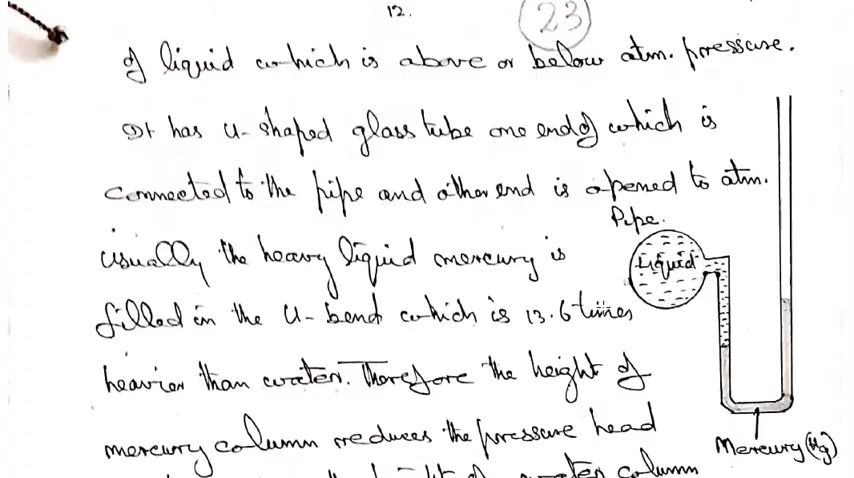 12.
23
of liquid which is above or below atm. pressure.
It has U-shaped glass tube one end of which is
connected to the pipe and other end is opened to atm.
Pipe.
usually the heavy liquid mercury is
Liquid
filled in the U-bend which is 13.6 times
heavier than water. Therefore the height of
mercury column reduces the pressure head
Mercury (Hg)
column